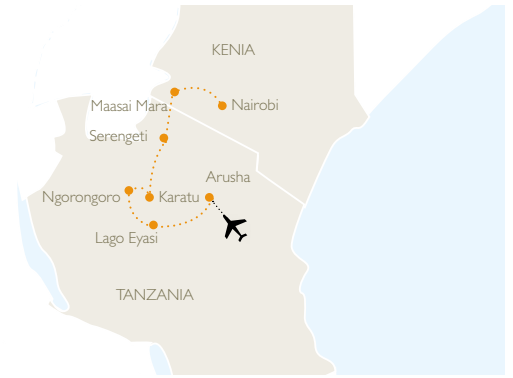 KENIA
Maasai Mara
Nairobi
Serengeti
Arusha
Ngorongoro
Karatu
Lago Eyasi
TANZANIA